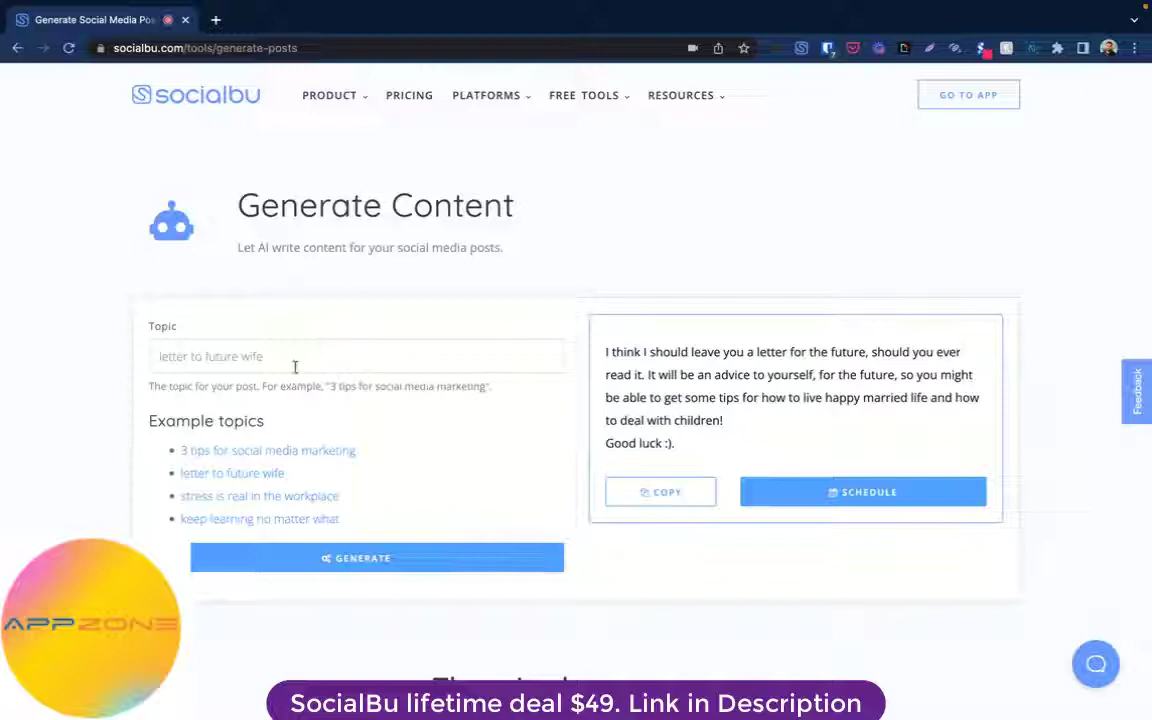 Generate Social Media Pos
socialbu.com/tools/generate-posts
socialbu
PRODUCT
PRICING
PLATFORMS
FREE TOOLS
RESOURCES
GO TO APP
Generate Content
Let AI write content for your social media posts.
Topic
letter to future wife
The topic for your post. For example, "3 tips for social media marketing".
Example topics
3 tips for social media marketing
letter to future wife
stress is real in the workplace
keep learning no matter what
GENERATE
I think I should leave you a letter for the future, should you ever
read it. It will be an advice to yourself, for the future, so you might
be able to get some tips for how to live happy married life and how
to deal with children!
Good luck :).
COPY
SCHEDULE
Feedback
APPZONE
SocialBu lifetime deal $49. Link in Description